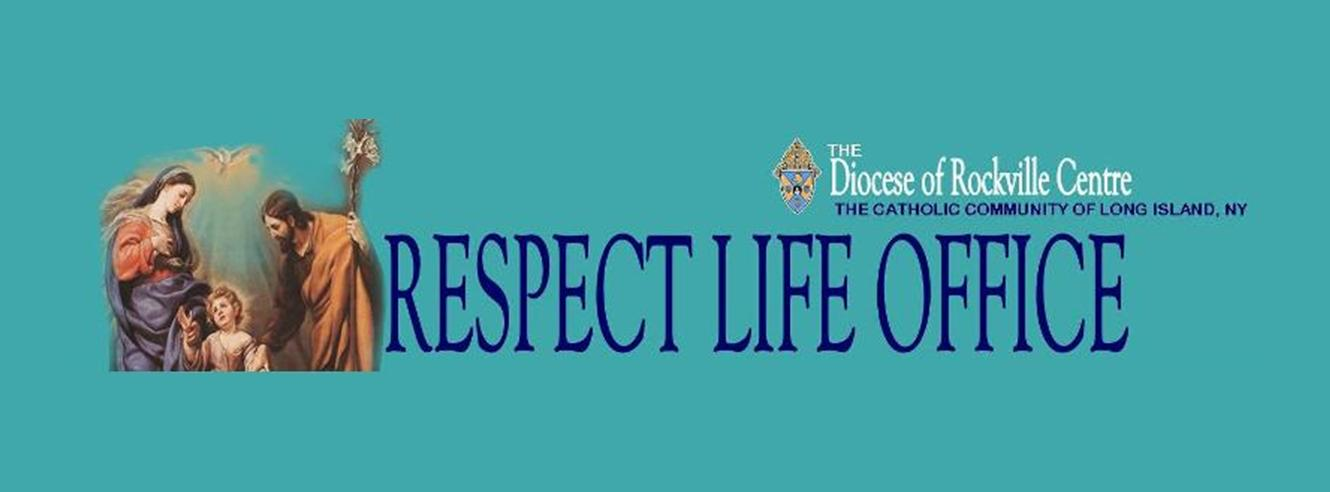 THE
Diocese of Rockville Centre
THE CATHOLIC COMMUNITY OF LONG ISLAND, NY
RESPECT LIFE OFFICE